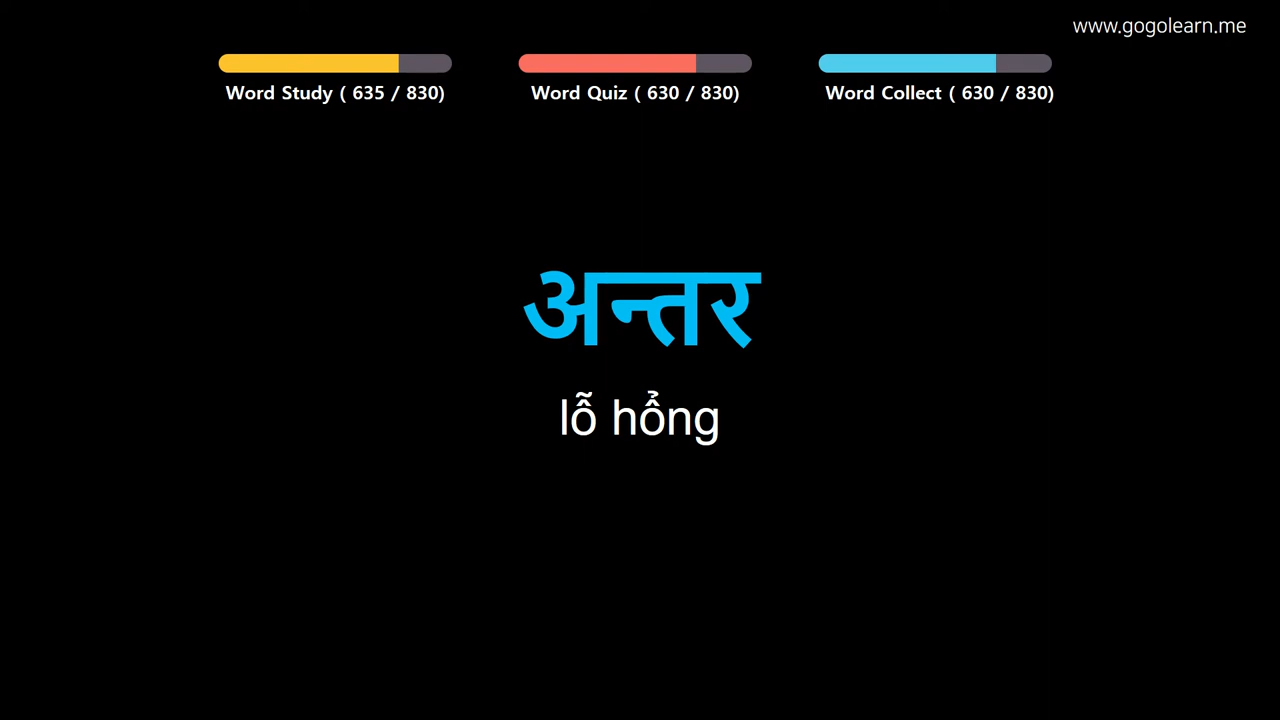 www.gogolearn.me
Word Study ( 635 / 830)
Word Quiz ( 630 / 830)
Word Collect ( 630 / 830)
अन्तर
lỗ hổng